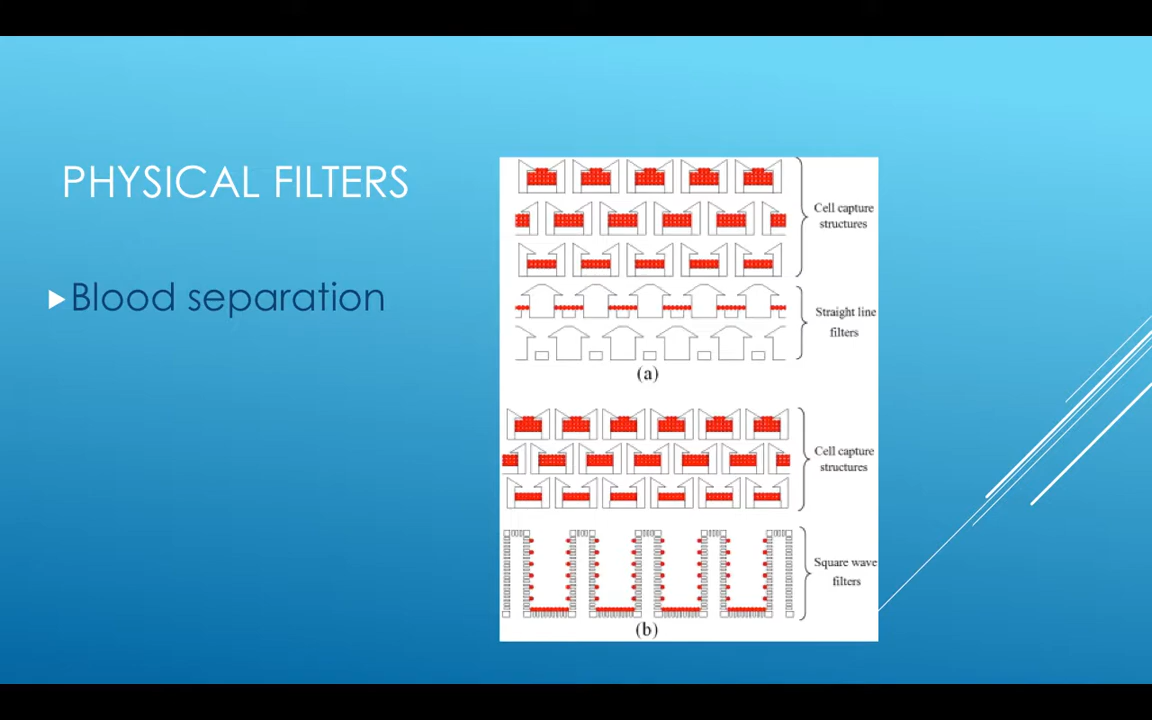 PHYSICAL FILTERS
Blood separation
Cell capture
structures
Straight line
filters
(a)
Cell capture
structures
Square wave
filters
(b)